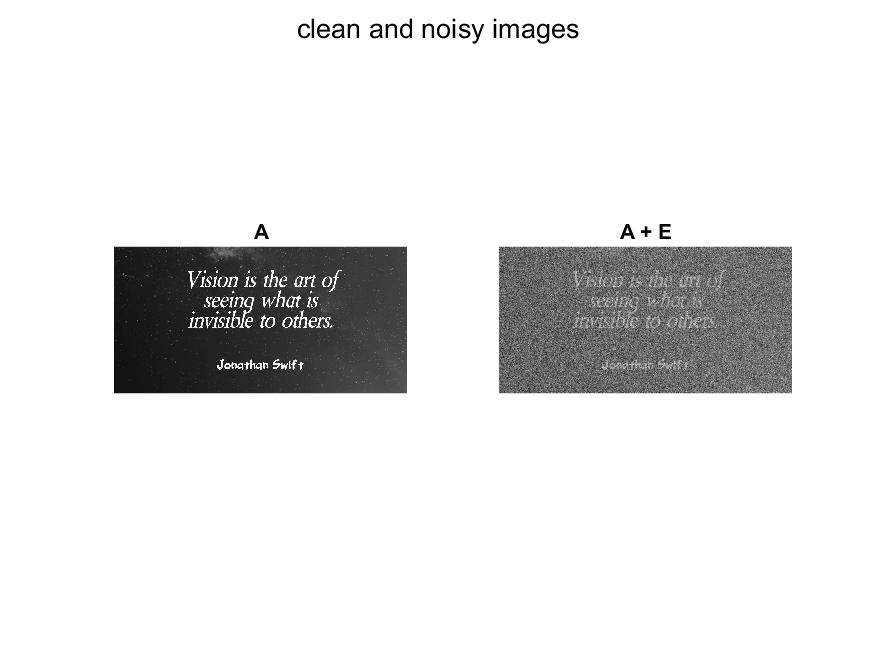 clean and noisy images
A
Vision is the art of
seeing what is
invisible to others.
Jonathan Swift
A + E
Vision is the art of
seeing what is
invisible to others.
Jonathan Swift